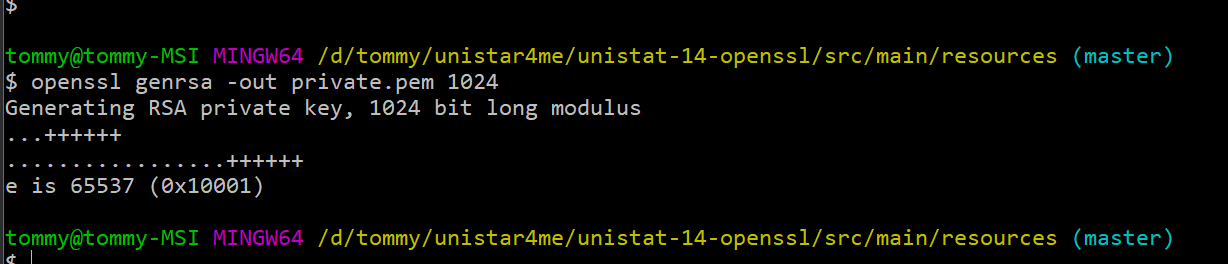 $
tommy@tommy-MSI MINGW64 /d/tommy/unistar4me/unistat-14-openssl/src/main/resources (master)
$ openssl genrsa -out private.pem 1024
Generating RSA private key, 1024 bit long modulus
...++++++
.................++++++
e is 65537 (0x10001)
tommy@tommy-MSI MINGW64 /d/tommy/unistar4me/unistat-14-openssl/src/main/resources (master)
$